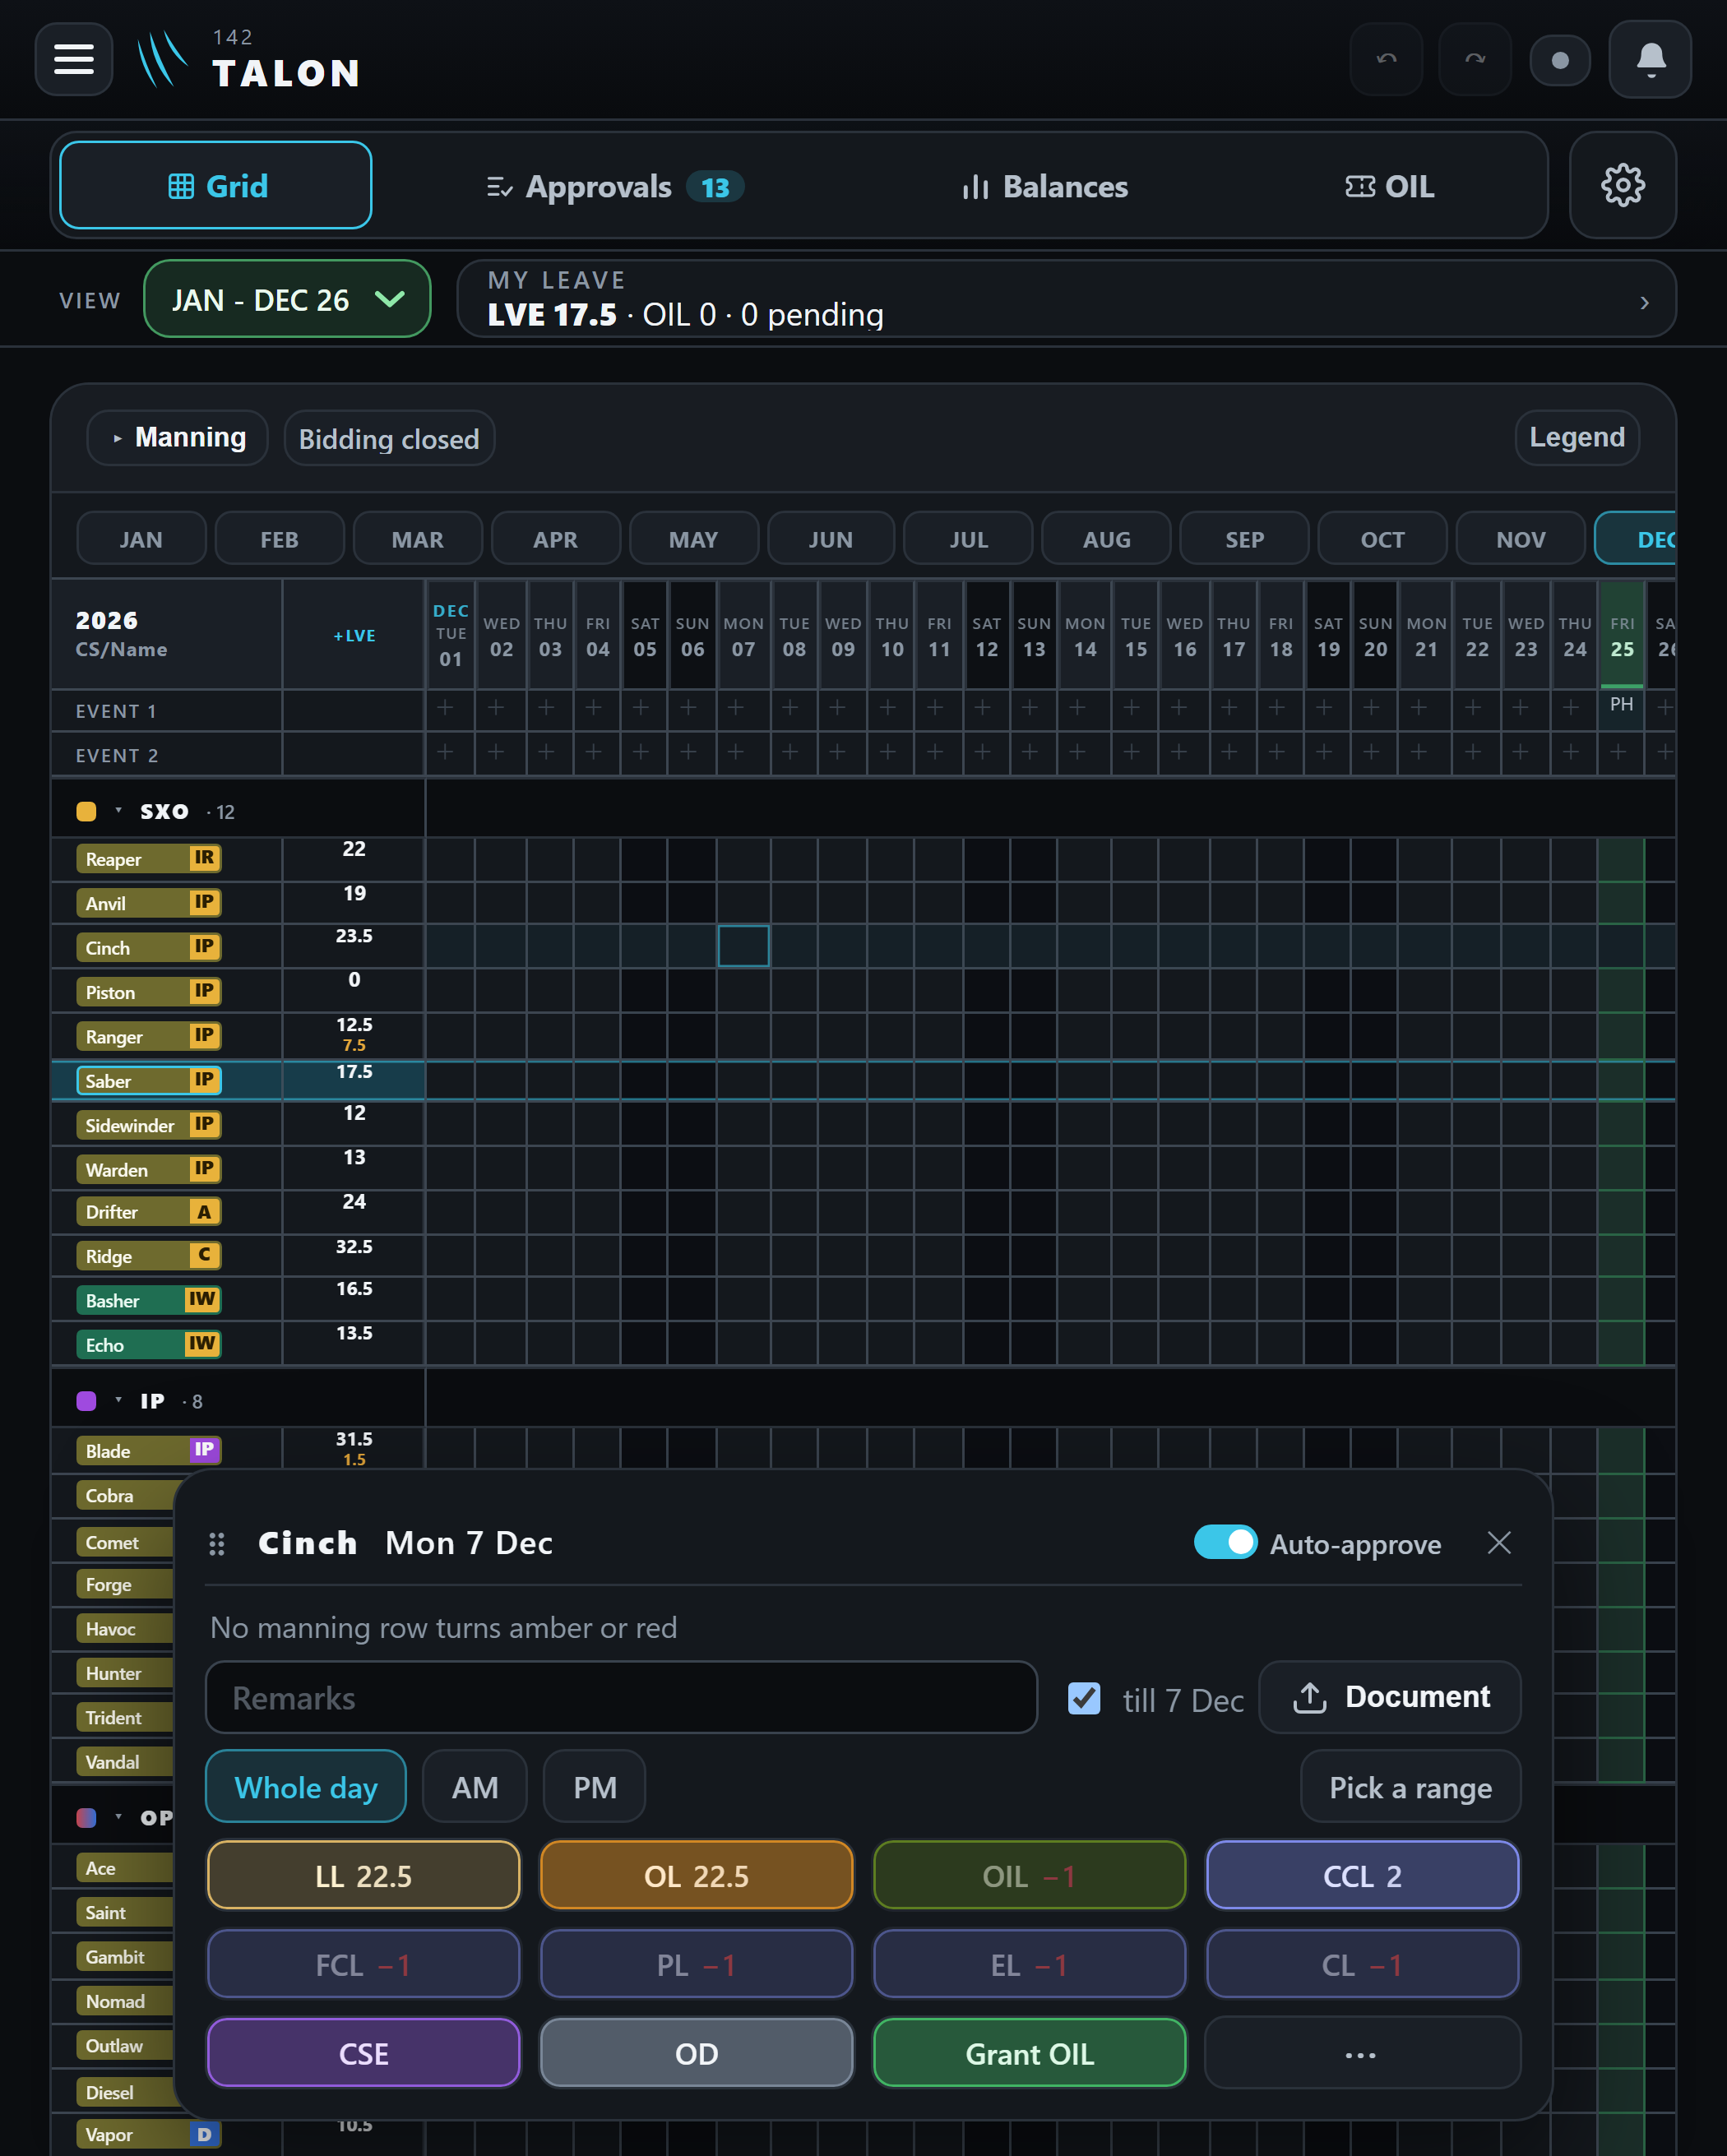 142
TALON
Grid
Approvals 13
Balances
OIL
VIEW
JAN - DEC 26
MY LEAVE
LVE 17.5 · OIL 0 · 0 pending
Manning
Bidding closed
Legend
JAN FEB MAR APR MAY JUN JUL AUG SEP OCT NOV DEC
2026
CS/Name
+LVE
DEC
TUE WED THU FRI SAT SUN MON TUE WED THU FRI SAT SUN MON TUE WED THU FRI SAT SUN MON TUE WED THU FRI SA
01 02 03 04 05 06 07 08 09 10 11 12 13 14 15 16 17 18 19 20 21 22 23 24 25 26
EVENT 1 PH
EVENT 2
SXO · 12
Reaper IR 22
Anvil IP 19
Cinch IP 23.5
Piston IP 0
Ranger IP 12.5
7.5
Saber IP 17.5
Sidewinder IP 12
Warden IP 13
Drifter A 24
Ridge C 32.5
Basher IW 16.5
Echo IW 13.5
IP · 8
Blade IP 31.5
1.5
Cobra
Comet
Forge
Havoc
Hunter
Trident
Vandal
OP
Ace
Saint
Gambit
Nomad
Outlaw
Diesel
Vapor D 10.5
Cinch Mon 7 Dec
Auto-approve
No manning row turns amber or red
Remarks
till 7 Dec
Document
Whole day
AM
PM
Pick a range
LL 22.5
OL 22.5
OIL −1
CCL 2
FCL −1
PL −1
EL −1
CL −1
CSE
OD
Grant OIL
...